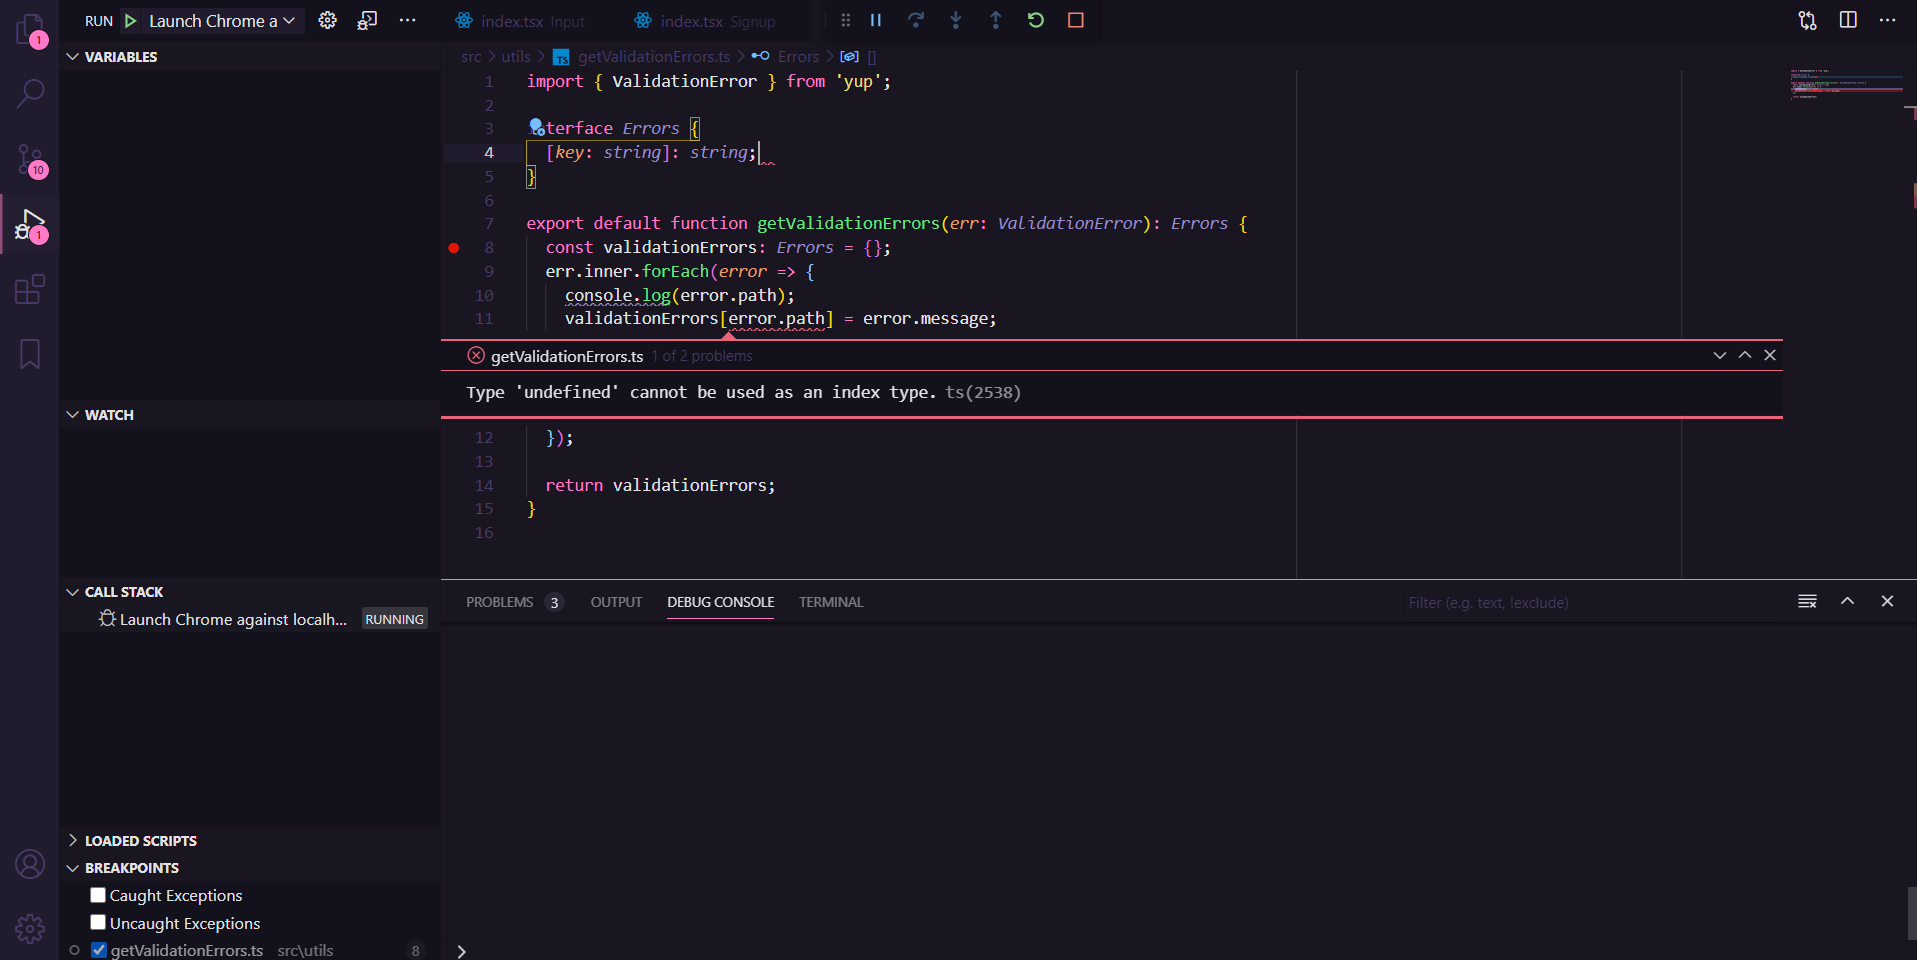 RUN Launch Chrome a
index.tsx Input
index.tsx Signup
1
10
1
VARIABLES
WATCH
CALL STACK
Launch Chrome against localh... RUNNING
LOADED SCRIPTS
BREAKPOINTS
Caught Exceptions
Uncaught Exceptions
getValidationErrors.ts src\utils 8
src > utils > TS getValidationErrors.ts > Errors > []
1 import { ValidationError } from 'yup';
2
3 terface Errors {
4 [key: string]: string;
5 }
6
7 export default function getValidationErrors(err: ValidationError): Errors {
8 const validationErrors: Errors = {};
9 err.inner.forEach(error => {
10 console.log(error.path);
11 validationErrors[error.path] = error.message;
getValidationErrors.ts 1 of 2 problems
Type 'undefined' cannot be used as an index type. ts(2538)
12 });
13
14 return validationErrors;
15 }
16
PROBLEMS 3 OUTPUT DEBUG CONSOLE TERMINAL Filter (e.g. text, !exclude)
>